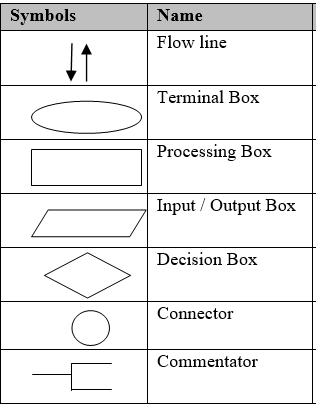 Symbols Name
Flow line
Terminal Box
Processing Box
Input / Output Box
Decision Box
Connector
Commentator